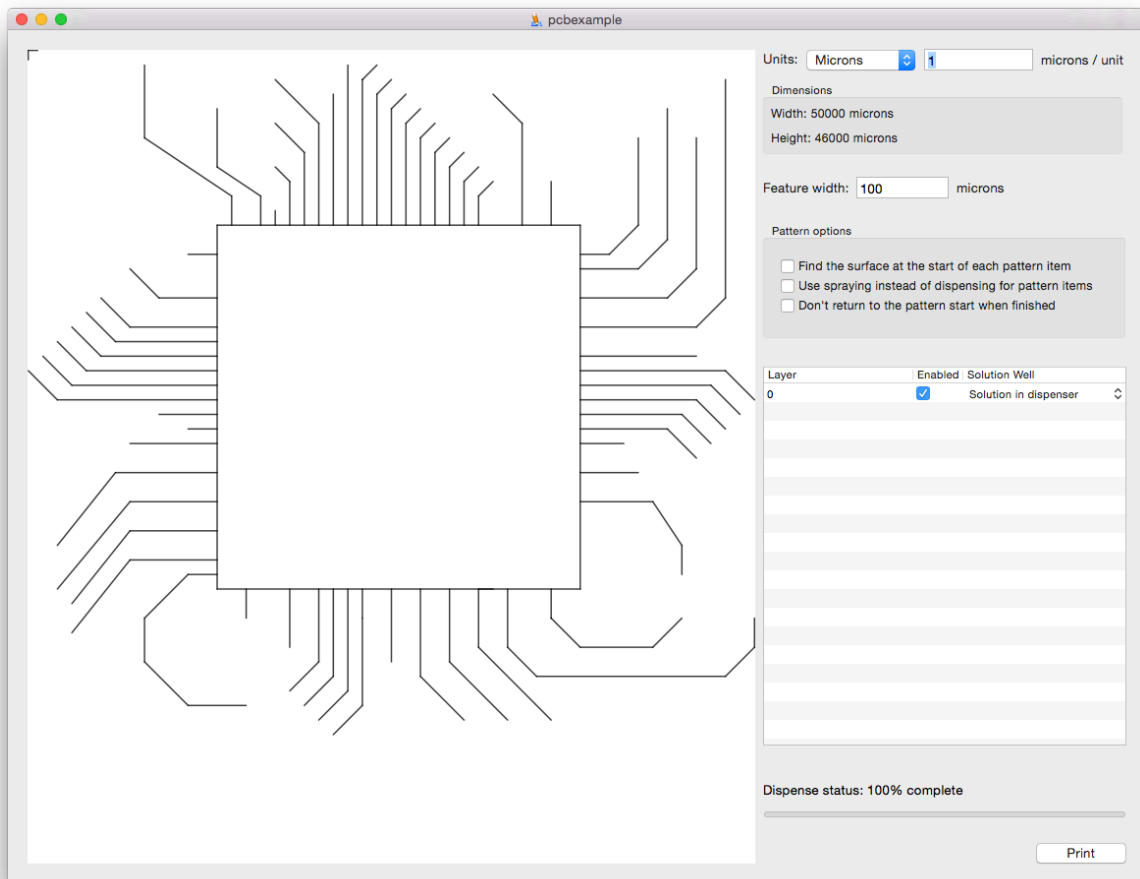 pcbexample
Units: Microns 1 microns / unit
Dimensions
Width: 50000 microns
Height: 46000 microns
Feature width: 100 microns
Pattern options
Find the surface at the start of each pattern item
Use spraying instead of dispensing for pattern items
Don't return to the pattern start when finished
Layer Enabled Solution Well
0 Solution in dispenser
Dispense status: 100% complete
Print